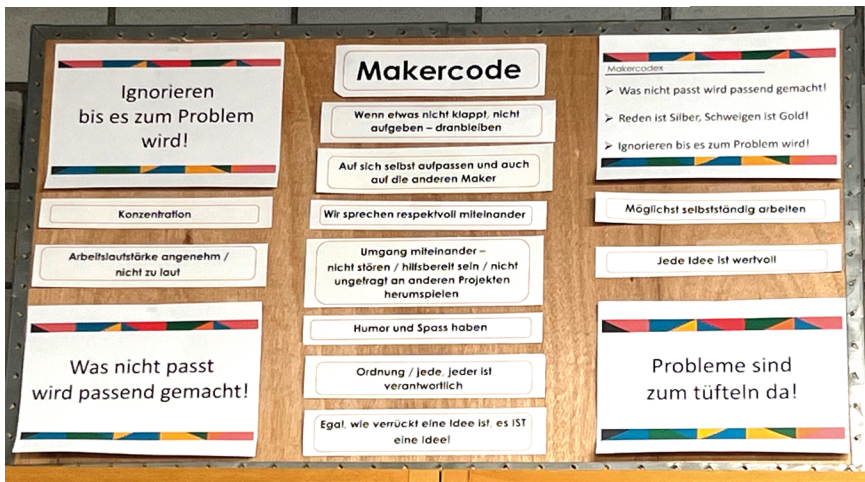 Ignorieren
bis es zum Problem
wird!
Konzentration
Arbeitslautstärke angenehm /
nicht zu laut
Was nicht passt
wird passend gemacht!
Makercode
Wenn etwas nicht klappt, nicht
aufgeben – dranbleiben
Auf sich selbst aufpassen und auch
auf die anderen Maker
Wir sprechen respektvoll miteinander
Umgang miteinander –
nicht stören / hilfsbereit sein / nicht
ungefragt an anderen Projekten
herumspielen
Humor und Spass haben
Ordnung / jede, jeder ist
verantwortlich
Egal, wie verrückt eine Idee ist, es IST
eine Idee!
Makercodex
➢ Was nicht passt wird passend gemacht!
➢ Reden ist Silber, Schweigen ist Gold!
➢ Ignorieren bis es zum Problem wird!
Möglichst selbstständig arbeiten
Jede Idee ist wertvoll
Probleme sind
zum tüfteln da!